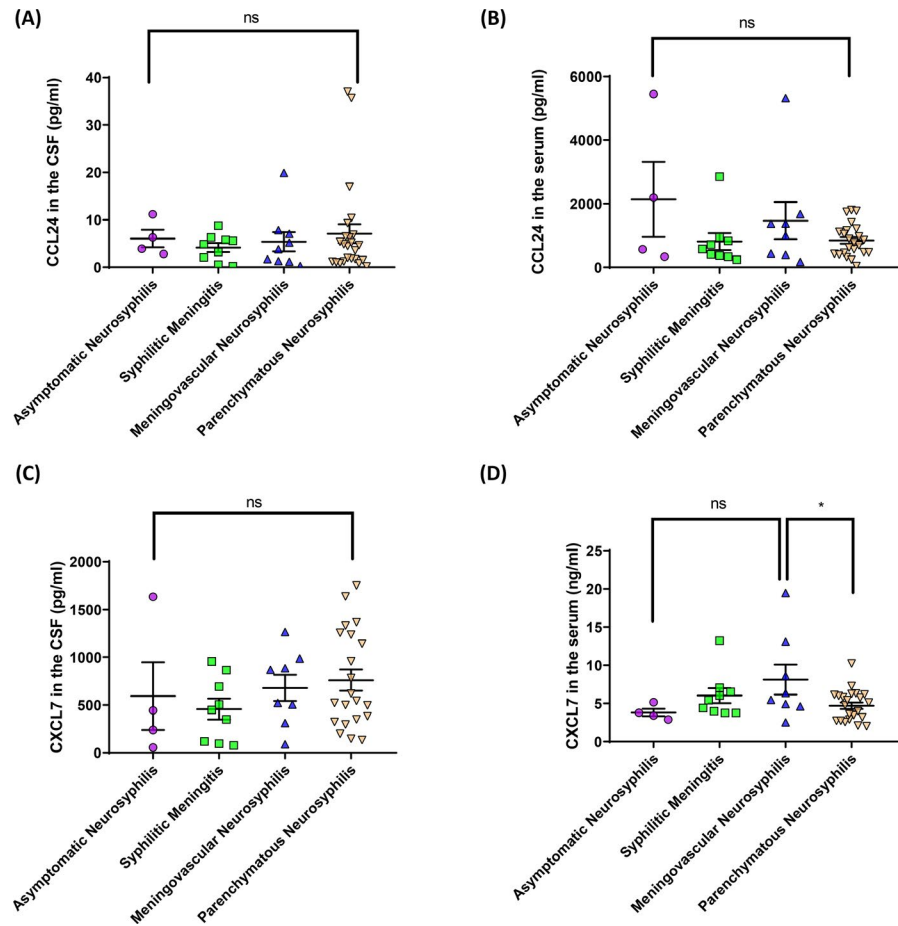 (A)
ns
CCL24 in the CSF (pg/ml)
40
30
20
10
0
Asymptomatic Neurosyphilis
Syphilitic Meningitis
Meningovascular Neurosyphilis
Parenchymatous Neurosyphilis
(B)
ns
CCL24 in the serum (pg/ml)
6000
4000
2000
0
Asymptomatic Neurosyphilis
Syphilitic Meningitis
Meningovascular Neurosyphilis
Parenchymatous Neurosyphilis
(C)
ns
CXCL7 in the CSF (pg/ml)
2000
1500
1000
500
0
Asymptomatic Neurosyphilis
Syphilitic Meningitis
Meningovascular Neurosyphilis
Parenchymatous Neurosyphilis
(D)
ns
*
CXCL7 in the serum (ng/ml)
25
20
15
10
5
0
Asymptomatic Neurosyphilis
Syphilitic Meningitis
Meningovascular Neurosyphilis
Parenchymatous Neurosyphilis